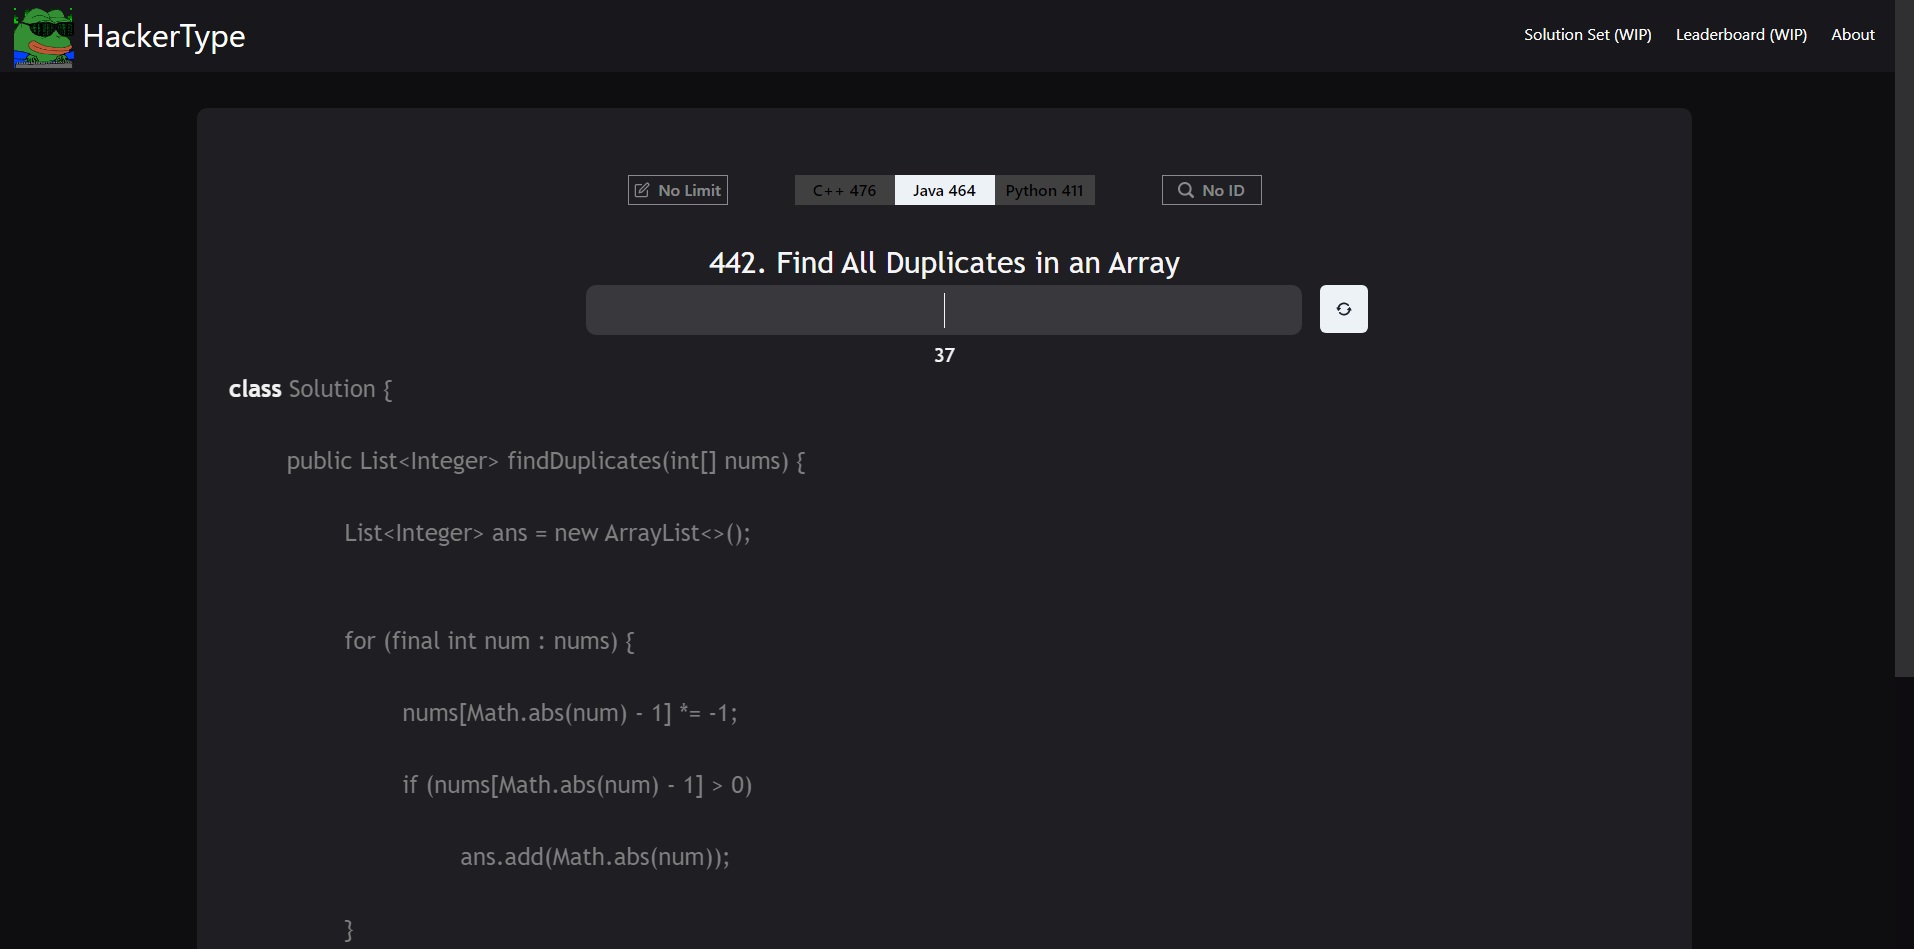 HackerType
Solution Set (WIP) Leaderboard (WIP) About
No Limit C++ 476 Java 464 Python 411 No ID
442. Find All Duplicates in an Array
37
class Solution {
public List<Integer> findDuplicates(int[] nums) {
List<Integer> ans = new ArrayList<>();
for (final int num : nums) {
nums[Math.abs(num) - 1] *= -1;
if (nums[Math.abs(num) - 1] > 0)
ans.add(Math.abs(num));
}